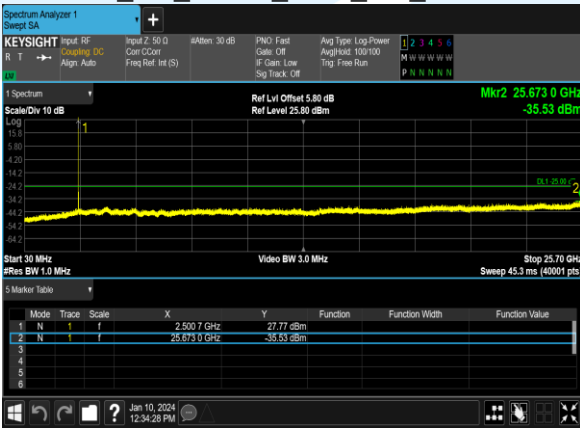 Spectrum Analyzer 1
Swept SA
+
KEYSIGHT Input: RF Input Z: 50 Ω #Atten: 30 dB PNO: Fast Avg Type: Log-Power 1 2 3 4 5 6
R T Coupling: DC Corr CCorr Gate: Off Avg|Hold: 100/100 M W W W W W
Align: Auto Freq Ref: Int (S) IF Gain: Low Trig: Free Run
Sig Track: Off P N N N N N
1 Spectrum Ref Lvl Offset 5.80 dB Mkr2 25.673 0 GHz
Scale/Div 10 dB Ref Level 25.80 dBm -35.53 dBm
Log
15.8 1
5.80
-4.20
-14.2
-24.2 DL1 -25.00 2
-34.2
-44.2
-54.2
-64.2
Start 30 MHz Video BW 3.0 MHz Stop 25.70 GHz
#Res BW 1.0 MHz Sweep 45.3 ms (40001 pts
5 Marker Table
Mode Trace Scale X Y Function Function Width Function Value
1 N 1 f 2.500 7 GHz 27.77 dBm
2 N 1 f 25.673 0 GHz -35.53 dBm
3
4
5
6
? Jan 10, 2024
12:34:28 PM